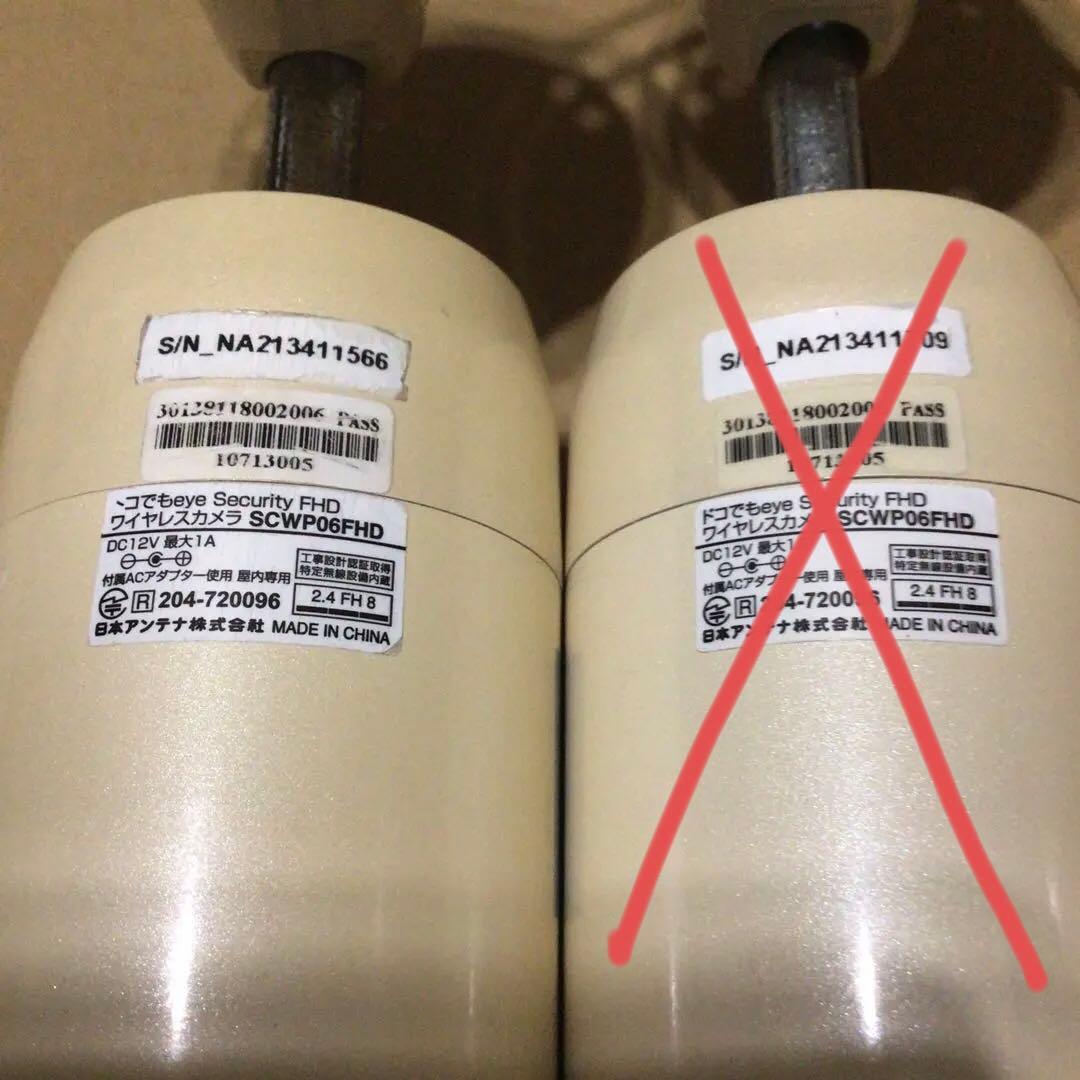 S/N_NA213411566
30138118002006 PASS
10713005
コでもeye Security FHD
ワイヤレスカメラ SCWP06FHD
DC12V 最大1A
付属ACアダプター使用 屋内専用
工事設計認証取得
特定無線設備内蔵
R 204-720096
2.4 FH 8
日本アンテナ株式会社 MADE IN CHINA
PASS
ドコでもeye Security FHD
ワイヤレスカメラ SCWP06FHD
DC12V 最大1
付属ACアダプター使用 屋内専用
工事設計認証取得
特定無線設備内蔵
R
2.4 FH 8
日本アンテナ株式会社 MADE IN CHINA